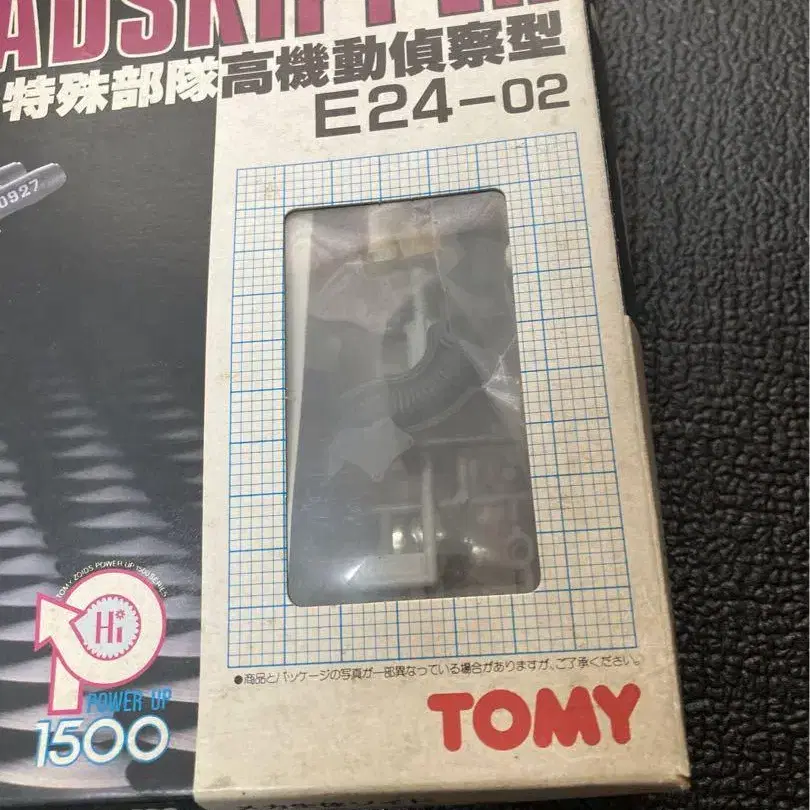 特殊部隊高機動偵察型
E24-02
0927
●商品とパッケージの写真が一部異なっている場合がありますが、ご了承ください。
TOMY ZOIDS POWER UP 1500 SERIES
Hi
POWER UP
1500
TOMY